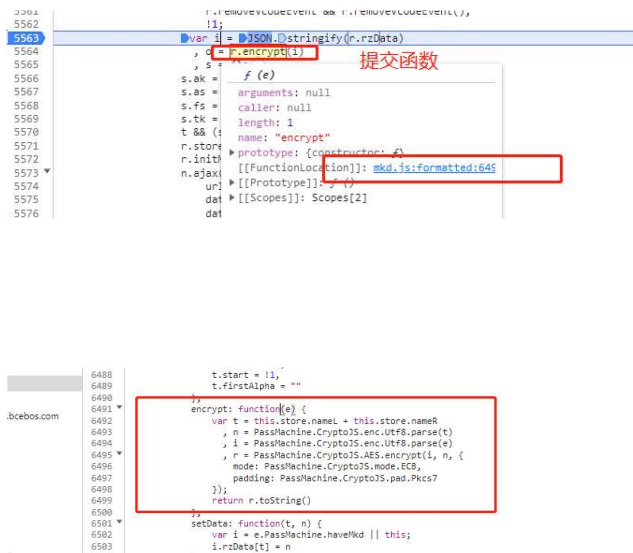 5561 r.removeVcodeEvent && r.removeVcodeEvent(),
5562 !1;
5563 var i = JSON.stringify(r.rzData)
5564 , o = r.encrypt(i)
5565 , s =
5566 s.ak =
5567 s.as =
5568 s.fs =
5569 s.tk =
5570 t && (s
5571 r.store
5572 r.initM
5573 n.ajax(
5574 url
5575 dat
5576 dat
提交函数
f (e)
arguments: null
caller: null
length: 1
name: "encrypt"
prototype: {constructor: f}
[[FunctionLocation]]: mkd.js:formatted:649
[[Prototype]]: f ()
[[Scopes]]: Scopes[2]
.bcebos.com
6488 t.start = !1,
6489 t.firstAlpha = ""
6490 },
6491 encrypt: function(e) {
6492 var t = this.store.nameL + this.store.nameR
6493 , n = PassMachine.CryptoJS.enc.Utf8.parse(t)
6494 , i = PassMachine.CryptoJS.enc.Utf8.parse(e)
6495 , r = PassMachine.CryptoJS.AES.encrypt(i, n, {
6496 mode: PassMachine.CryptoJS.mode.ECB,
6497 padding: PassMachine.CryptoJS.pad.Pkcs7
6498 });
6499 return r.toString()
6500 },
6501 setData: function(t, n) {
6502 var i = e.PassMachine.haveMkd || this;
6503 i.rzData[t] = n